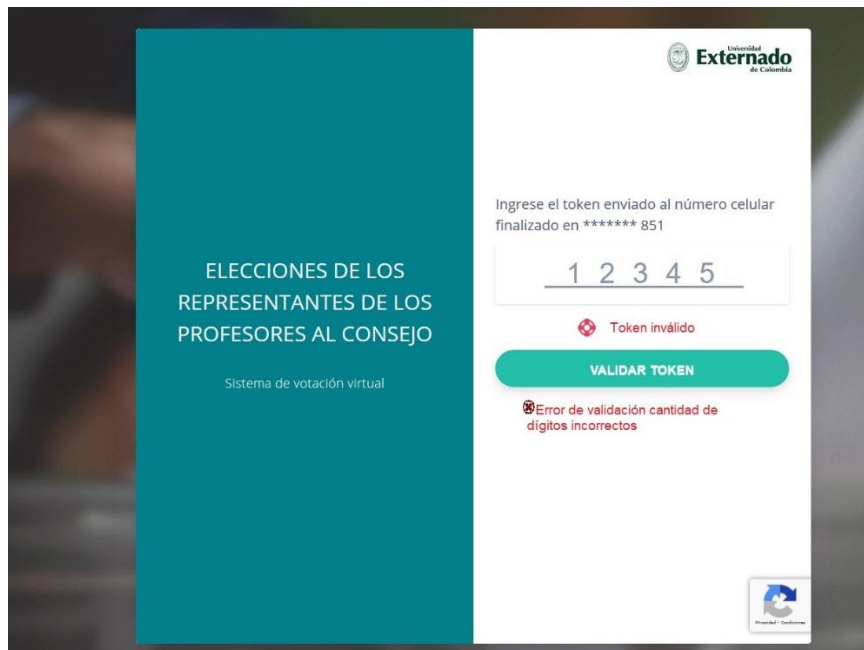 Universidad
Externado
de Colombia
Ingrese el token enviado al número celular
finalizado en ******* 851
1 2 3 4 5
Token inválido
VALIDAR TOKEN
Error de validación cantidad de
dígitos incorrectos
ELECCIONES DE LOS
REPRESENTANTES DE LOS
PROFESORES AL CONSEJO
Sistema de votación virtual
Privacidad - Condiciones